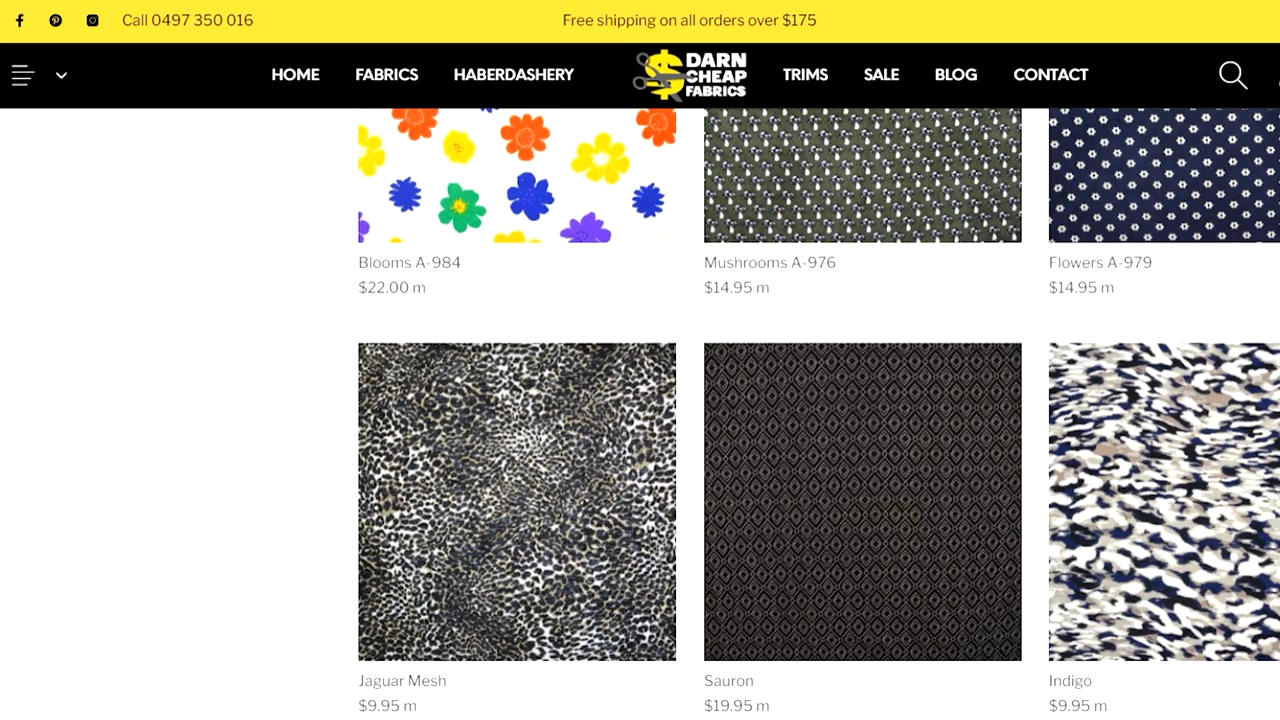 Call 0497 350 016
Free shipping on all orders over $175
HOME FABRICS HABERDASHERY
DARN
CHEAP
FABRICS
TRIMS SALE BLOG CONTACT
Blooms A-984
$22.00 m
Mushrooms A-976
$14.95 m
Flowers A-979
$14.95 m
Jaguar Mesh
$9.95 m
Sauron
$19.95 m
Indigo
$9.95 m